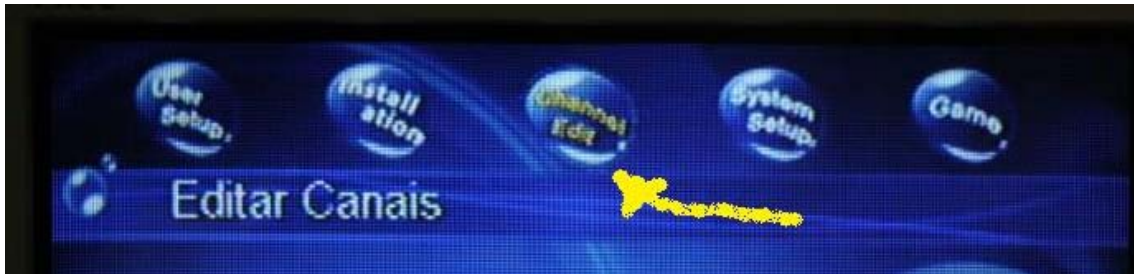 User
Setup.
Install
ation
Channel
Edit
System
Setup.
Game
Editar Canais